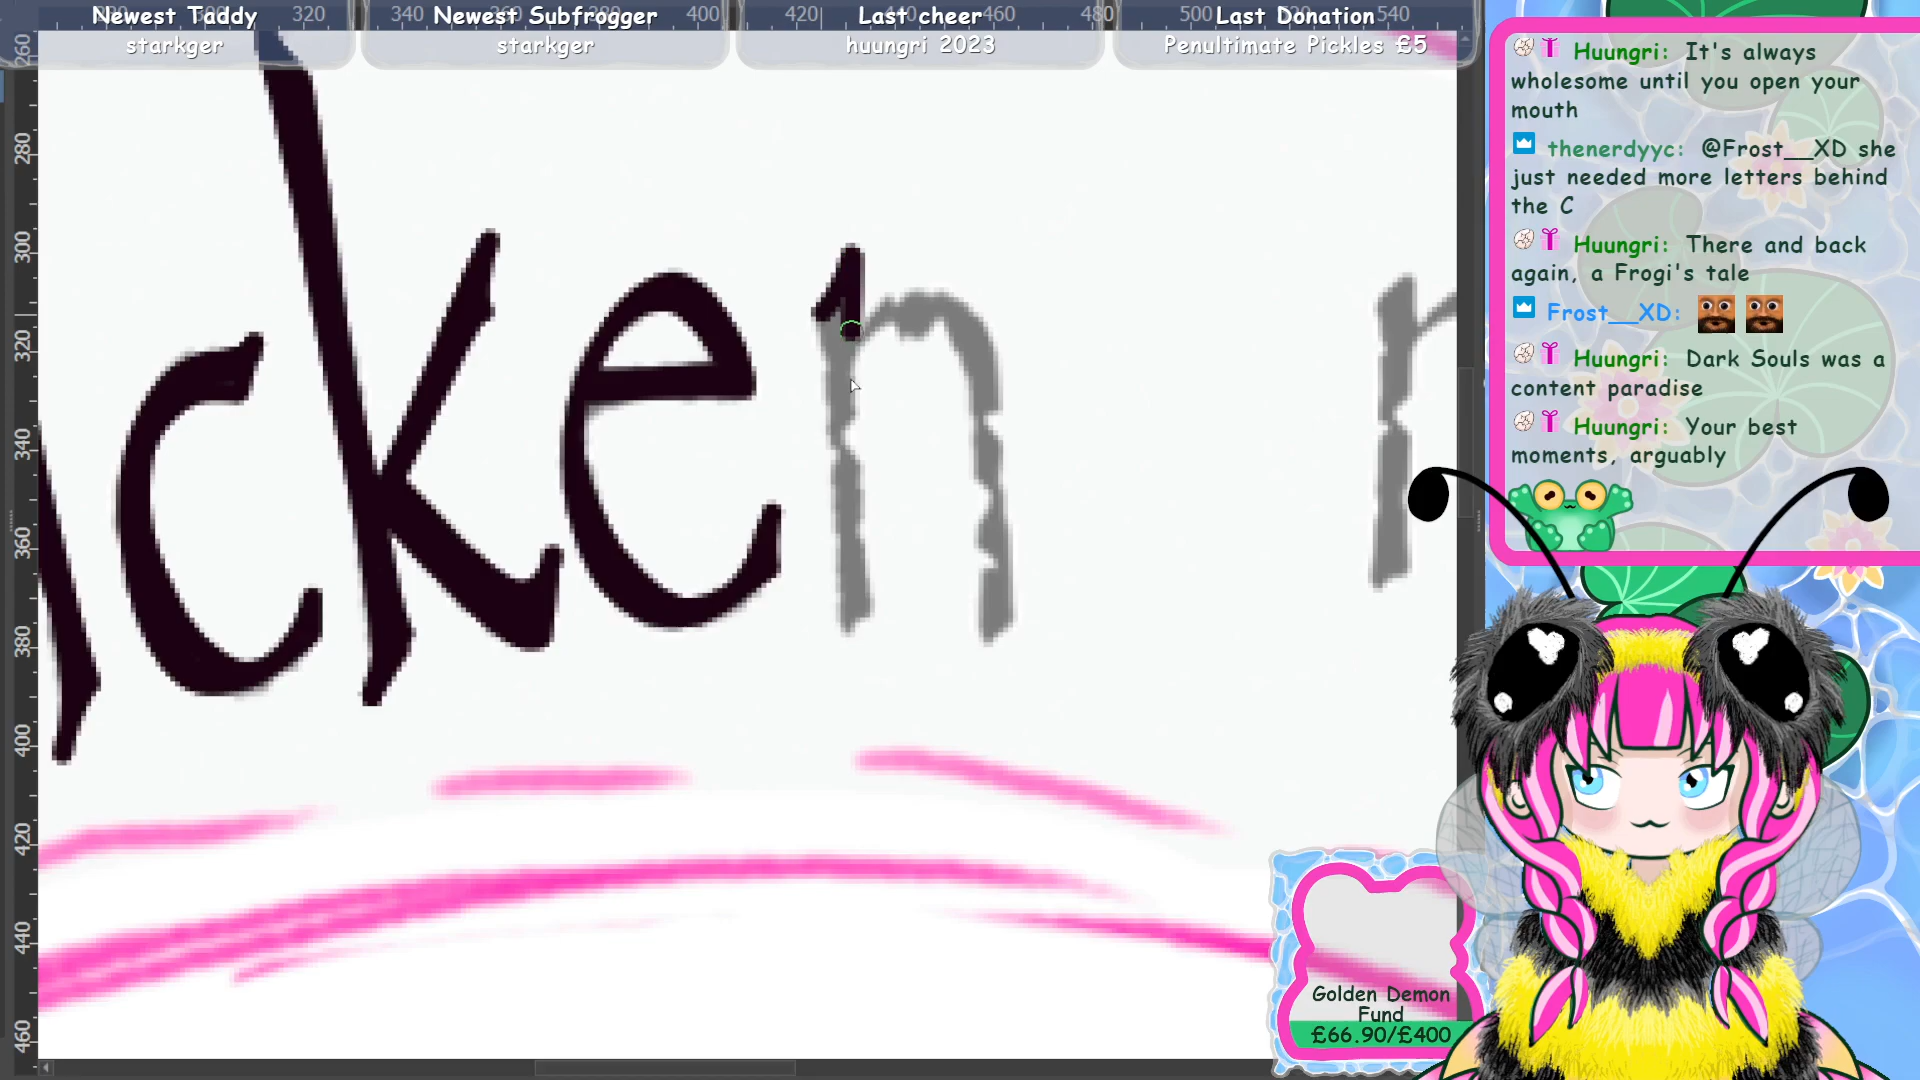 Newest Taddy
starkger
Newest Subfrogger
starkger
Last cheer
huungri 2023
Last Donation
Penultimate Pickles £5
320 340 360 380 400 420 440 460 480 500 520 540
260
280
300
320
340
360
380
400
420
440
460
cken
Huungri: It's always
wholesome until you open your
mouth
thenerdyyc: @Frost__XD she
just needed more letters behind
the C
Huungri: There and back
again, a Frogi's tale
Frost__XD:
Huungri: Dark Souls was a
content paradise
Huungri: Your best
moments, arguably
Golden Demon
Fund
£66.90/£400